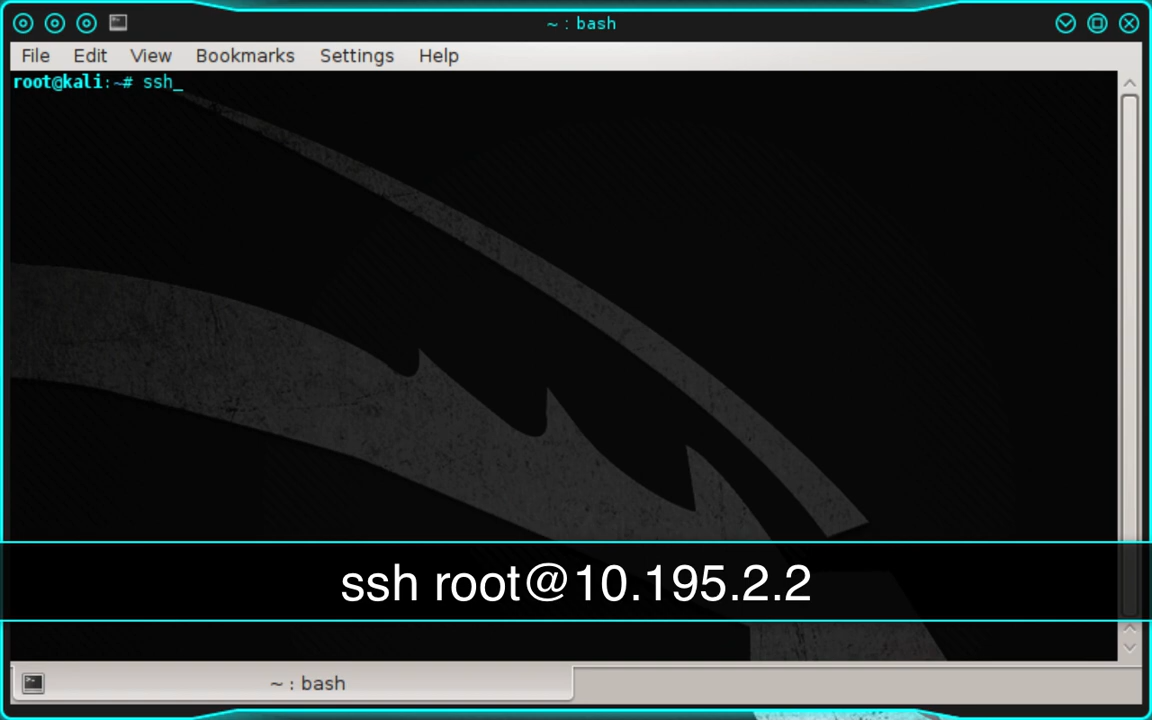 ~ : bash
File Edit View Bookmarks Settings Help
root@kali:~# ssh_
ssh root@10.195.2.2
~ : bash